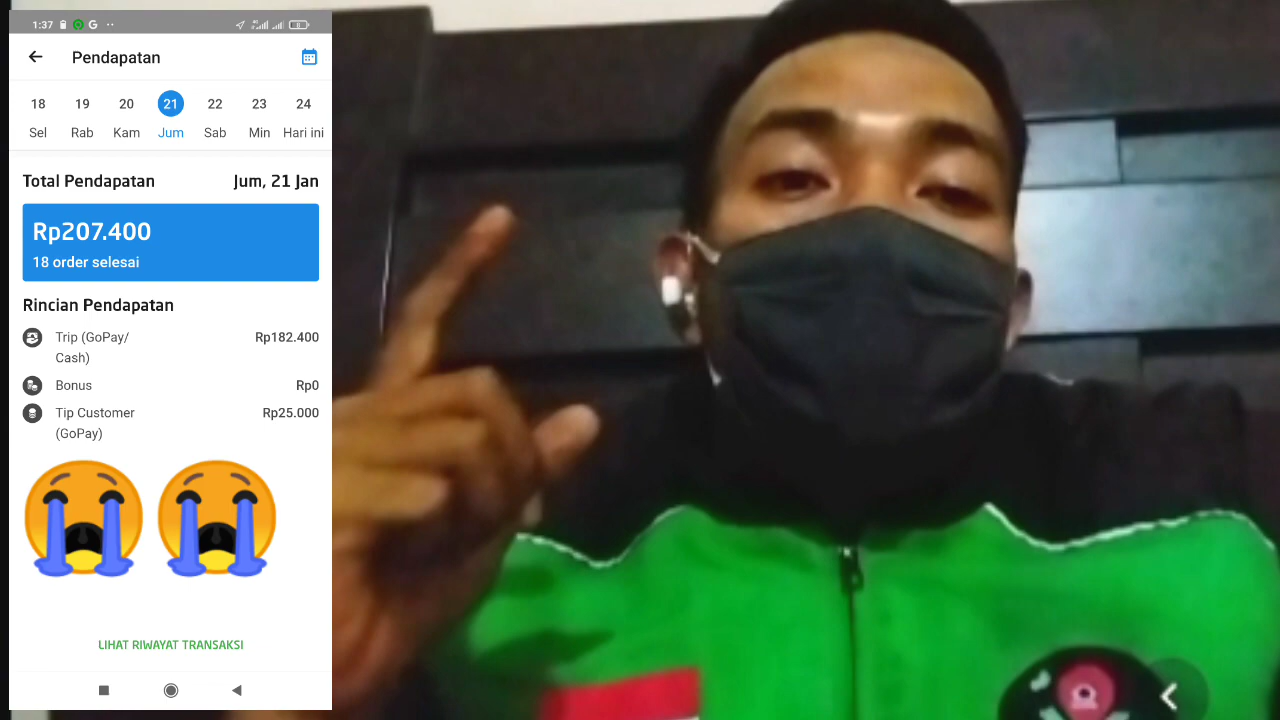 1:37
Pendapatan
18 19 20 21 22 23 24
Sel Rab Kam Jum Sab Min Hari ini
Total Pendapatan Jum, 21 Jan
Rp207.400
18 order selesai
Rincian Pendapatan
Trip (GoPay/ Rp182.400
Cash)
Bonus Rp0
Tip Customer Rp25.000
(GoPay)
LIHAT RIWAYAT TRANSAKSI